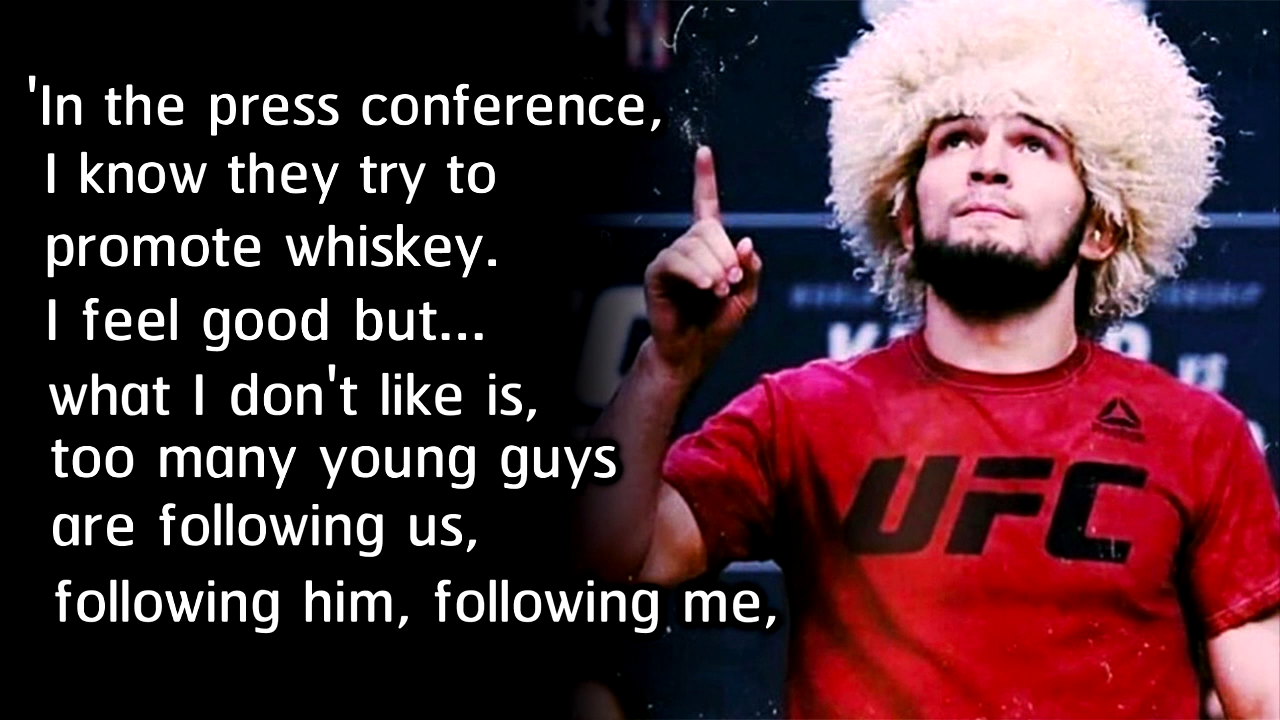 'In the press conference,
I know they try to
promote whiskey.
I feel good but...
what I don't like is,
too many young guys
are following us,
following him, following me,
UFC